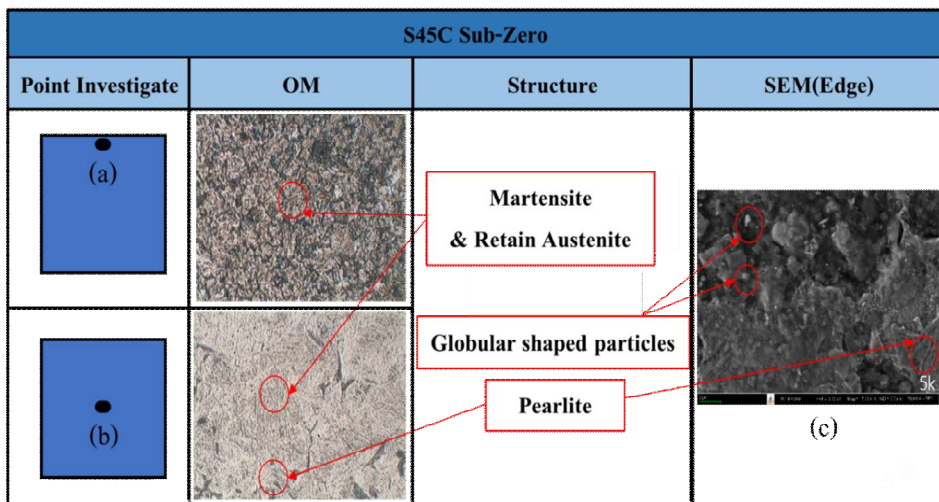 S45C Sub-Zero
Point Investigate
OM
Structure
SEM(Edge)
(a)
Martensite
& Retain Austenite
Globular shaped particles
Pearlite
5k
(b)
(c)